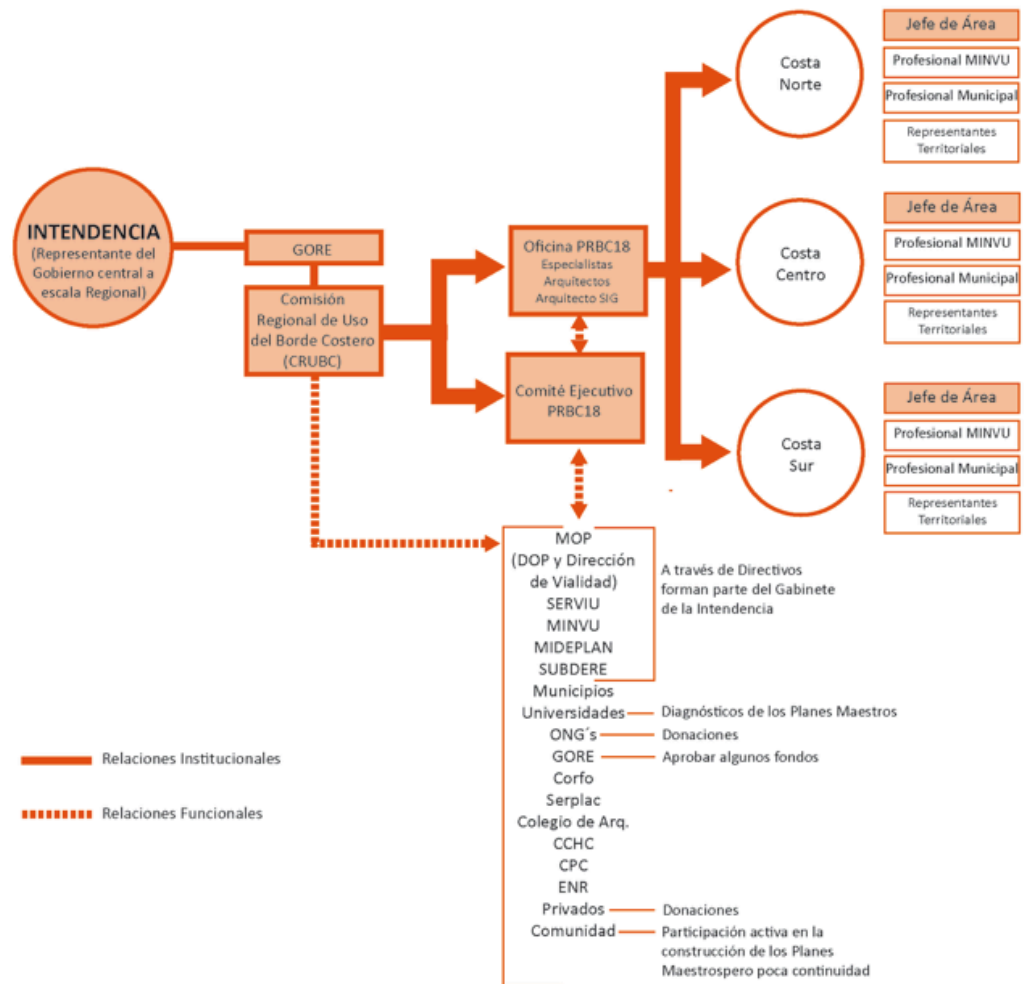 INTENDENCIA
(Representante del
Gobierno central a
escala Regional)
GORE
Comisión
Regional de Uso
del Borde Costero
(CRUBC)
Oficina PRBC18
Especialistas
Arquitectos
Arquitecto SIG
Comité Ejecutivo
PRBC18
Costa
Norte
Jefe de Área
Profesional MINVU
Profesional Municipal
Representantes
Territoriales
Costa
Centro
Jefe de Área
Profesional MINVU
Profesional Municipal
Representantes
Territoriales
Costa
Sur
Jefe de Área
Profesional MINVU
Profesional Municipal
Representantes
Territoriales
MOP
(DOP y Dirección
de Vialidad)
SERVIU
MINVU
MIDEPLAN
SUBDERE
A través de Directivos
forman parte del Gabinete
de la Intendencia
Municipios
Universidades
Diagnósticos de los Planes Maestros
ONG´s
Donaciones
GORE
Aprobar algunos fondos
Corfo
Serplac
Colegio de Arq.
CCHC
CPC
ENR
Privados
Donaciones
Comunidad
Participación activa en la
construcción de los Planes
Maestrospero poca continuidad
Relaciones Institucionales
Relaciones Funcionales